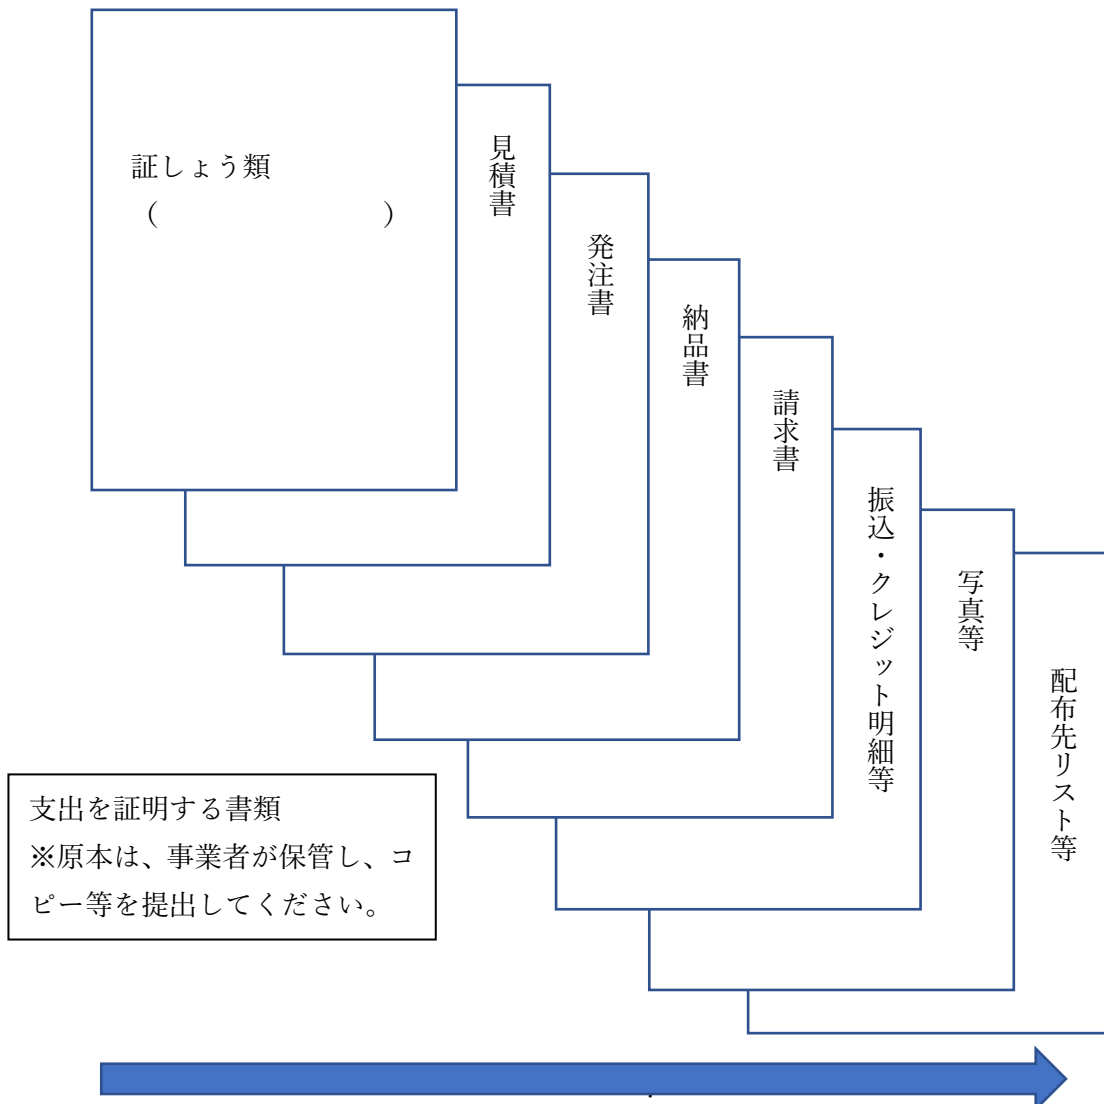 証しょう類
（　　　　　　　　）
見積書
発注書
納品書
請求書
振込・クレジット明細等
写真等
配布先リスト等
支出を証明する書類
※原本は、事業者が保管し、コ
ピー等を提出してください。